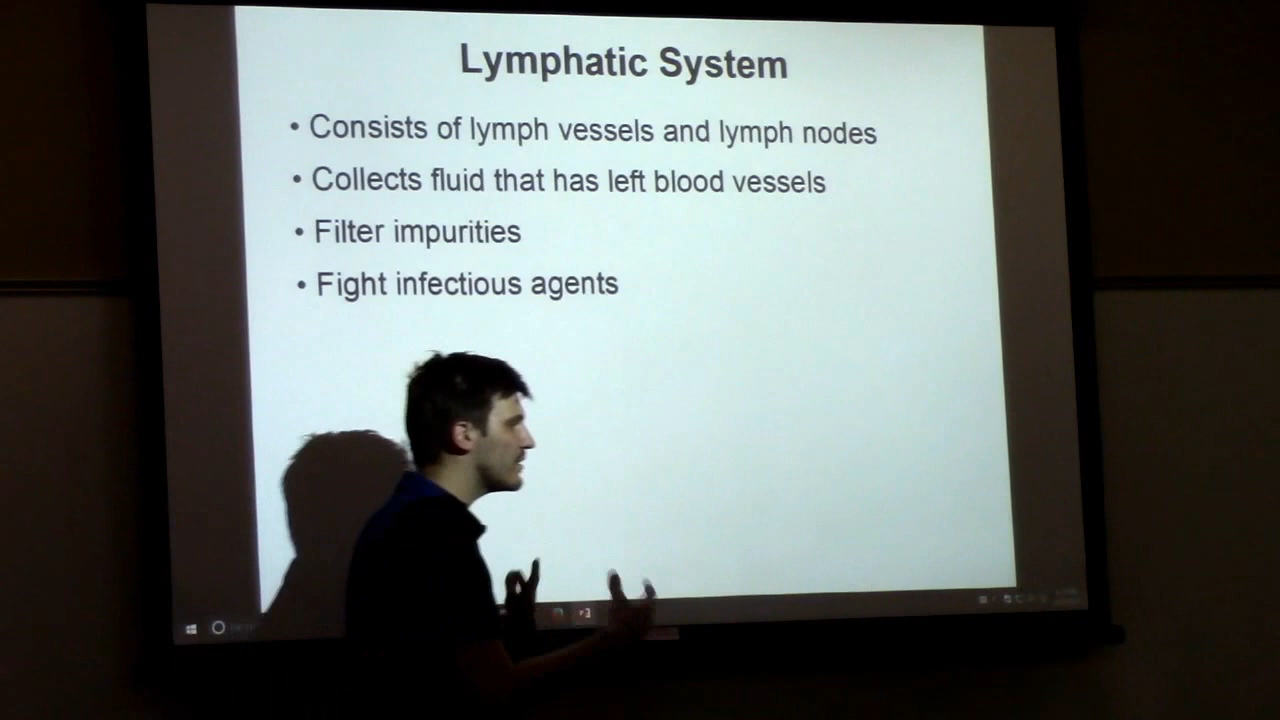 Lymphatic System
• Consists of lymph vessels and lymph nodes
• Collects fluid that has left blood vessels
• Filter impurities
• Fight infectious agents